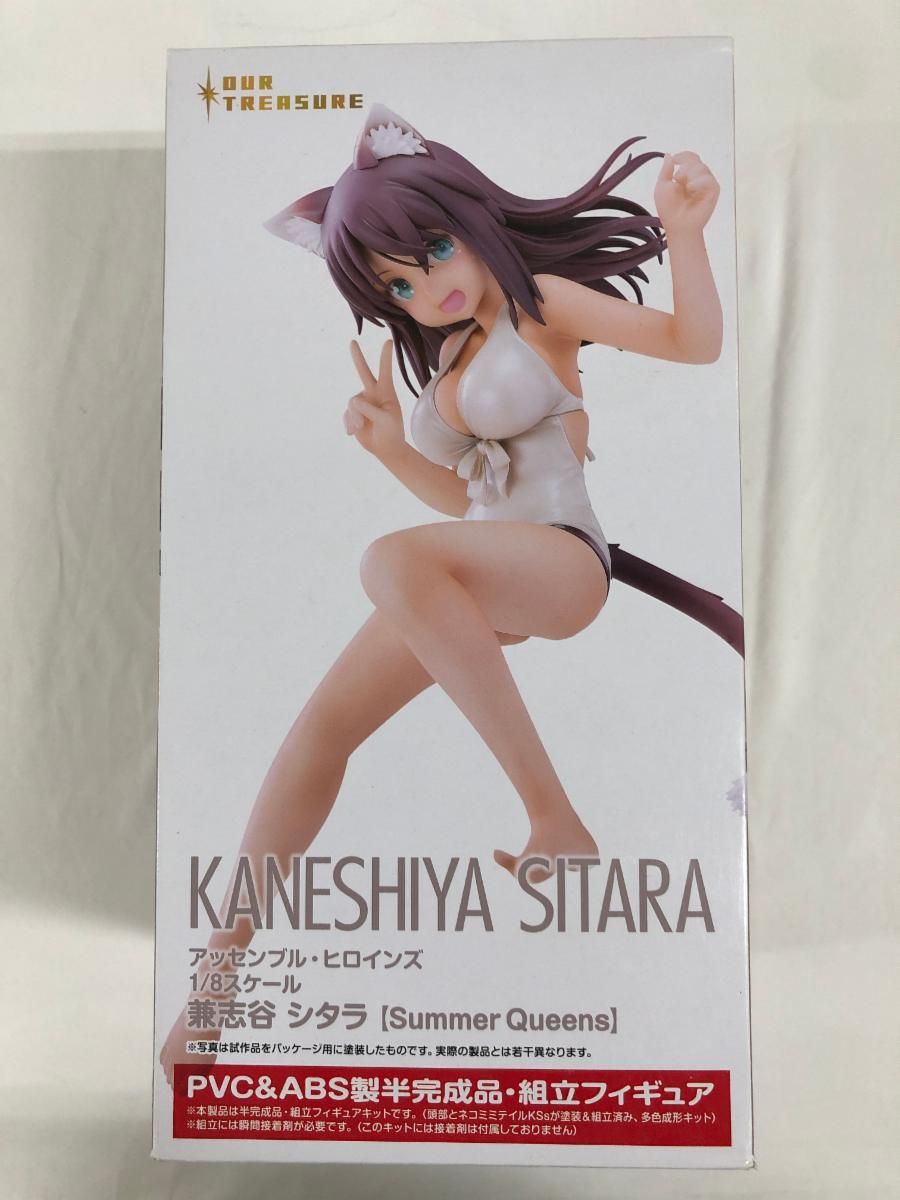 OUR
TREASURE
KANESHIYA SITARA
アッセンブル・ヒロインズ
1/8スケール
兼志谷 シタラ【Summer Queens】
※写真は試作品をパッケージ用に塗装したものです。実際の製品とは若干異なります。
PVC&ABS製半完成品・組立フィギュア
※本製品は半完成品・組立フィギュアキットです。(頭部とネコミミテイルKSsが塗装&組立済み、多色成形キット)
※組立には瞬間接着剤が必要です。(このキットには接着剤は付属しておりません)